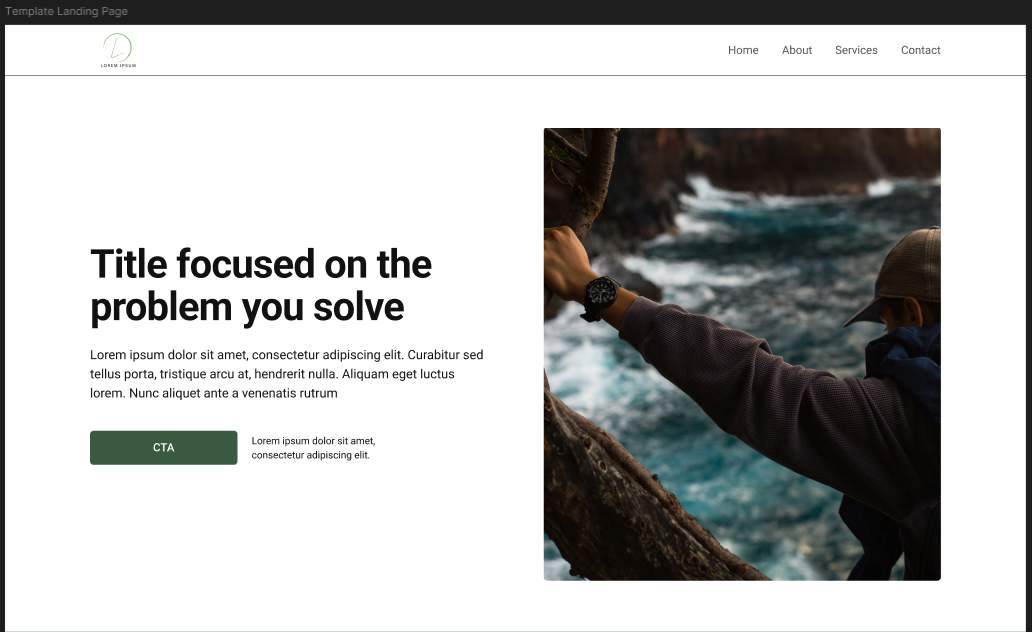 Template Landing Page
LOREM IPSUM
Home About Services Contact
Title focused on the
problem you solve
Lorem ipsum dolor sit amet, consectetur adipiscing elit. Curabitur sed
tellus porta, tristique arcu at, hendrerit nulla. Aliquam eget luctus
lorem. Nunc aliquet ante a venenatis rutrum
CTA
Lorem ipsum dolor sit amet,
consectetur adipiscing elit.